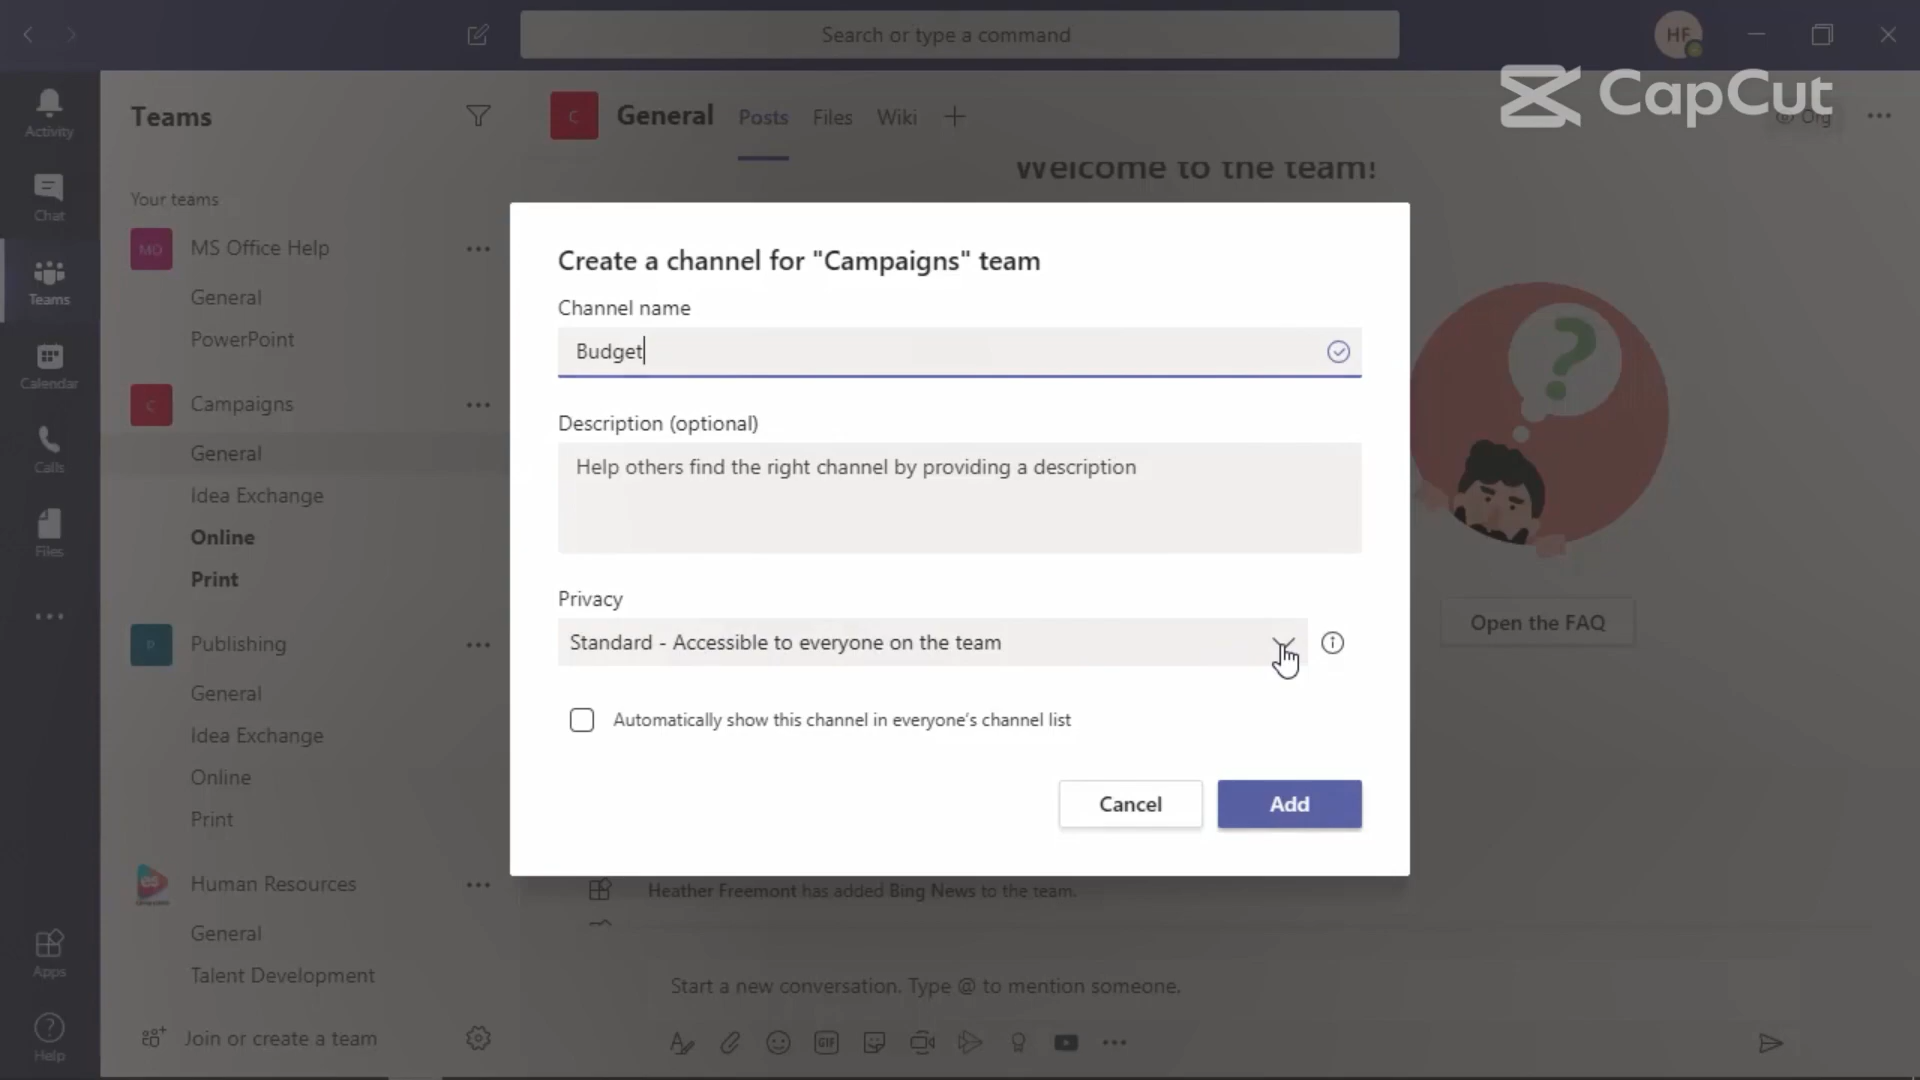 Search or type a command
HF
CapCut
Activity
Chat
Teams
Calendar
Calls
Files
Apps
Help
Teams
Your teams
MO MS Office Help
General
PowerPoint
C Campaigns
General
Idea Exchange
Online
Print
P Publishing
General
Idea Exchange
Online
Print
Human Resources
General
Talent Development
Join or create a team
C General Posts Files Wiki
Org
Welcome to the team!
Create a channel for "Campaigns" team
Channel name
Budget
Description (optional)
Help others find the right channel by providing a description
Privacy
Standard - Accessible to everyone on the team
Automatically show this channel in everyone's channel list
Cancel Add
Open the FAQ
Heather Freemont has added Bing News to the team.
Start a new conversation. Type @ to mention someone.
GIF